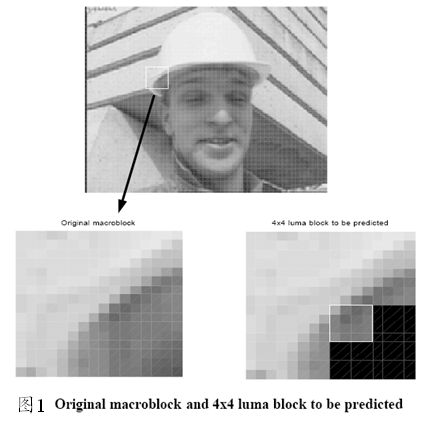 Original macroblock
4x4 luma block to be predicted
图1 Original macroblock and 4x4 luma block to be predicted